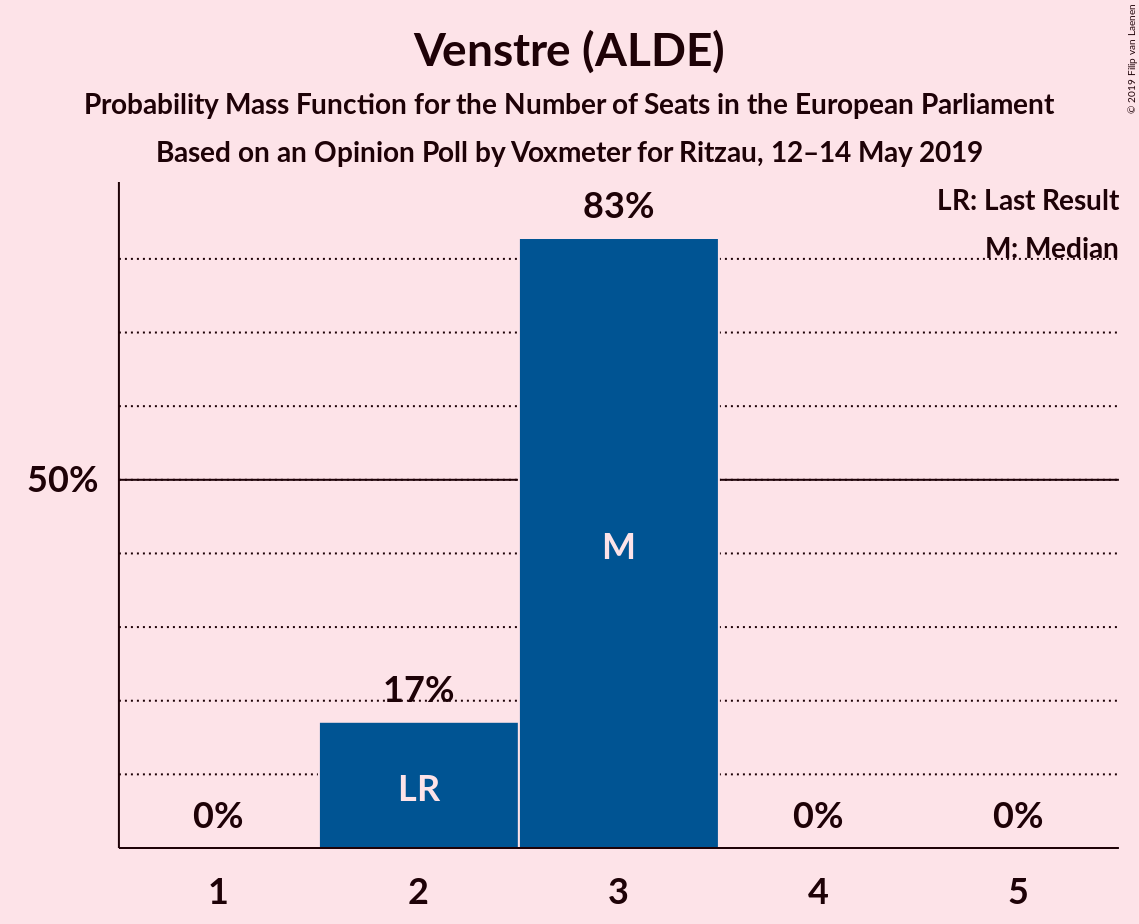 Venstre (ALDE)
Probability Mass Function for the Number of Seats in the European Parliament
Based on an Opinion Poll by Voxmeter for Ritzau, 12–14 May 2019
© 2019 Filip van Laenen
LR: Last Result
M: Median
83%
50%
M
17%
LR
0%
0%
0%
1
2
3
4
5